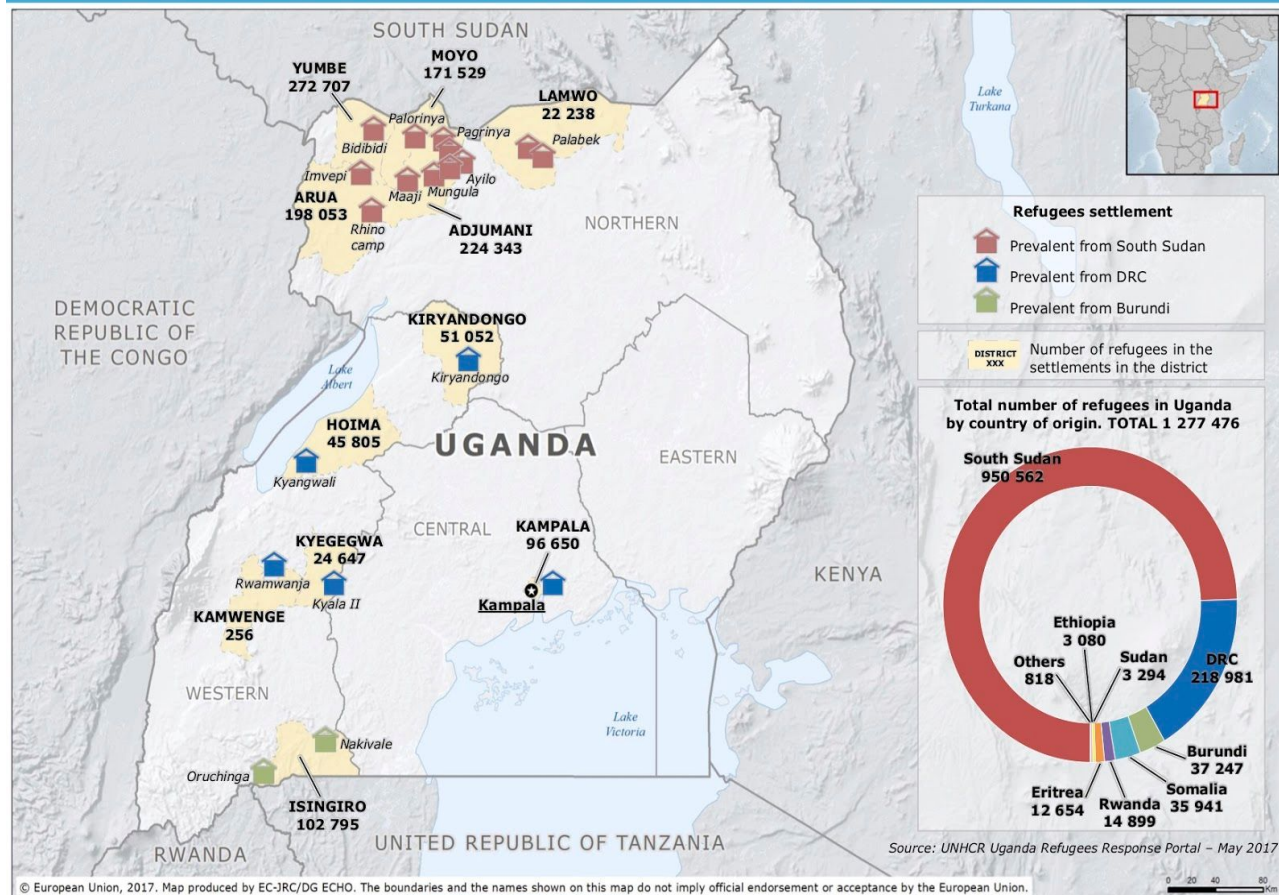 SOUTH SUDAN
YUMBE
272 707
MOYO
171 529
LAMWO
22 238
Palorinya
Bidibidi
Pagrinya
Palabek
Imvepi
Ayilo
Maaji
Mungula
ARUA
198 053
Rhino
camp
ADJUMANI
224 343
NORTHERN
DEMOCRATIC
REPUBLIC OF
THE CONGO
KIRYANDONGO
51 052
Kiryandongo
Lake
Albert
HOIMA
45 805
Kyangwali
UGANDA
EASTERN
CENTRAL
KAMPALA
96 650
Kampala
KYEGEGWA
24 647
Rwamwanja
Kyala II
KAMWENGE
256
WESTERN
KENYA
Lake
Victoria
Nakivale
Oruchinga
ISINGIRO
102 795
UNITED REPUBLIC OF TANZANIA
RWANDA
Lake
Turkana
Refugees settlement
Prevalent from South Sudan
Prevalent from DRC
Prevalent from Burundi
DISTRICT
XXX
Number of refugees in the
settlements in the district
Total number of refugees in Uganda
by country of origin. TOTAL 1 277 476
South Sudan
950 562
Ethiopia
3 080
Others
818
Sudan
3 294
DRC
218 981
Burundi
37 247
Somalia
35 941
Rwanda
14 899
Eritrea
12 654
Source: UNHCR Uganda Refugees Response Portal – May 2017
© European Union, 2017. Map produced by EC-JRC/DG ECHO. The boundaries and the names shown on this map do not imply official endorsement or acceptance by the European Union.
0 20 40 80
Km